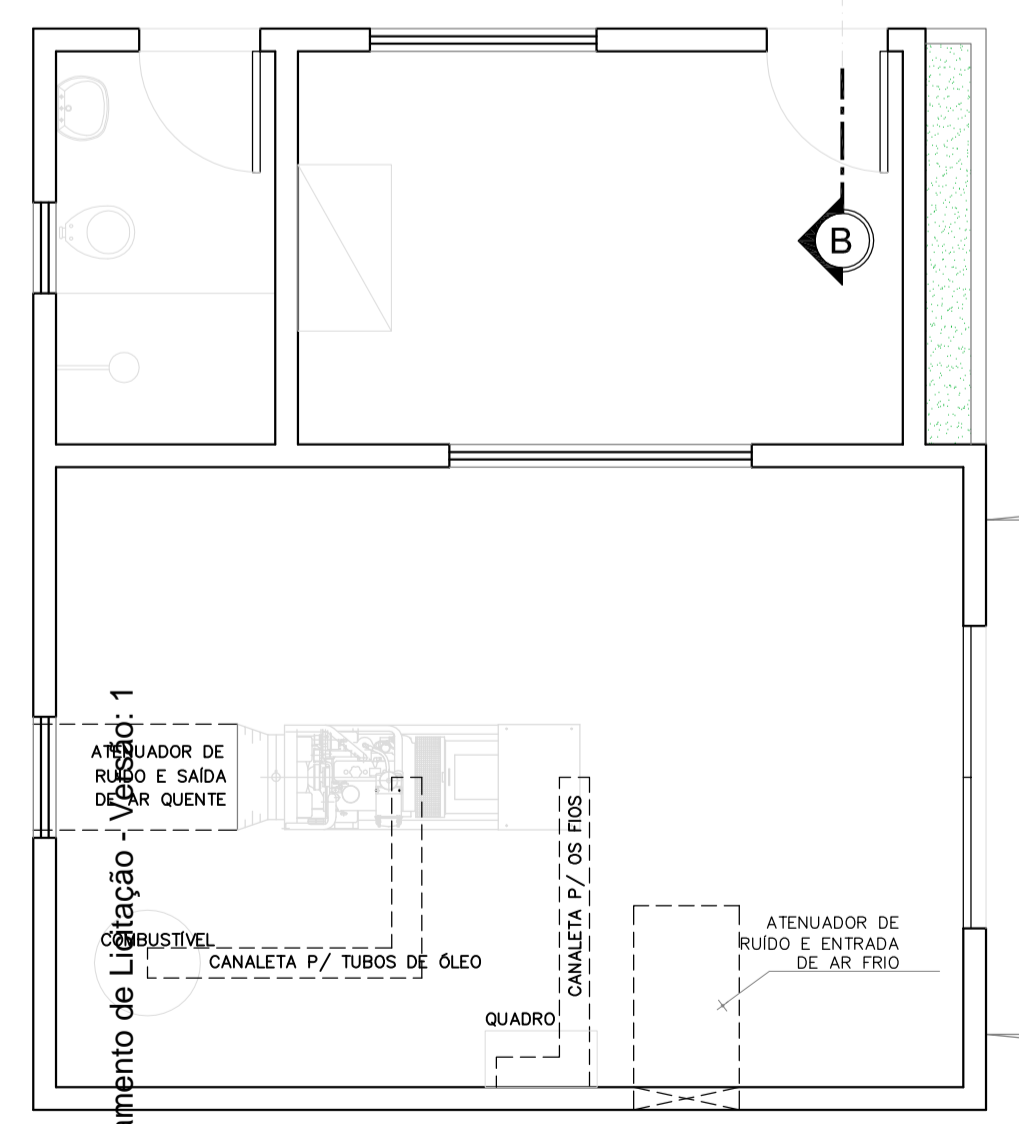 B
ATENUADOR DE
RUÍDO E SAÍDA
DE AR QUENTE
COMBUSTÍVEL
CANALETA P/ TUBOS DE ÓLEO
CANALETA P/ OS FIOS
QUADRO
ATENUADOR DE
RUÍDO E ENTRADA
DE AR FRIO
amento de Licitação - Versão: 1